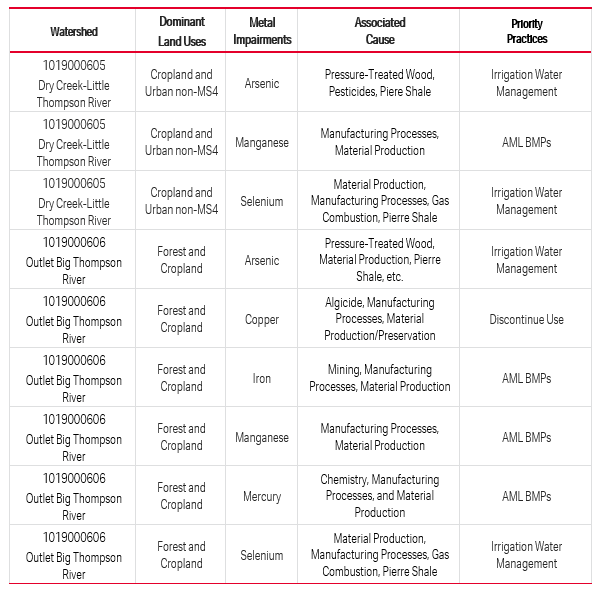 Watershed
Dominant
Land Uses
Metal
Impairments
Associated
Cause
Priority
Practices
1019000605
Dry Creek-Little
Thompson River
Cropland and
Urban non-MS4
Arsenic
Pressure-Treated Wood,
Pesticides, Piere Shale
Irrigation Water
Management
1019000605
Dry Creek-Little
Thompson River
Cropland and
Urban non-MS4
Manganese
Manufacturing Processes,
Material Production
AML BMPs
1019000605
Dry Creek-Little
Thompson River
Cropland and
Urban non-MS4
Selenium
Material Production,
Manufacturing Processes, Gas
Combustion, Pierre Shale
Irrigation Water
Management
1019000606
Outlet Big Thompson
River
Forest and
Cropland
Arsenic
Pressure-Treated Wood,
Material Production, Pierre
Shale, etc.
Irrigation Water
Management
1019000606
Outlet Big Thompson
River
Forest and
Cropland
Copper
Algicide, Manufacturing
Processes, Material
Production/Preservation
Discontinue Use
1019000606
Outlet Big Thompson
River
Forest and
Cropland
Iron
Mining, Manufacturing
Processes, Material Production
AML BMPs
1019000606
Outlet Big Thompson
River
Forest and
Cropland
Manganese
Manufacturing Processes,
Material Production
AML BMPs
1019000606
Outlet Big Thompson
River
Forest and
Cropland
Mercury
Chemistry, Manufacturing
Processes, and Material
Production
AML BMPs
1019000606
Outlet Big Thompson
River
Forest and
Cropland
Selenium
Material Production,
Manufacturing Processes, Gas
Combustion, Pierre Shale
Irrigation Water
Management